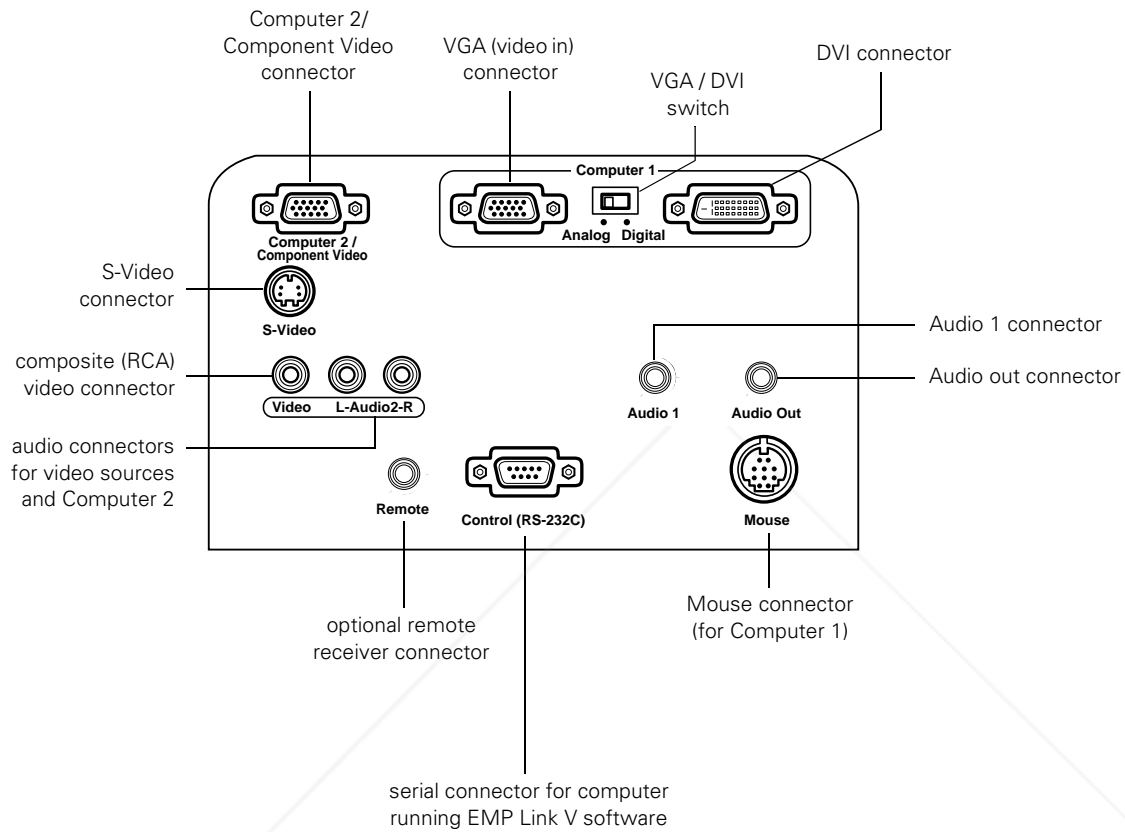 Computer 2/
Component Video
connector
VGA (video in)
connector
VGA / DVI
switch
DVI connector
Computer 1
Analog Digital
Computer 2 /
Component Video
S-Video
connector
S-Video
composite (RCA)
video connector
Video L-Audio2-R
Audio 1 connector
Audio out connector
Audio 1 Audio Out
audio connectors
for video sources
and Computer 2
Remote
Control (RS-232C)
Mouse
optional remote
receiver connector
Mouse connector
(for Computer 1)
serial connector for computer
running EMP Link V software